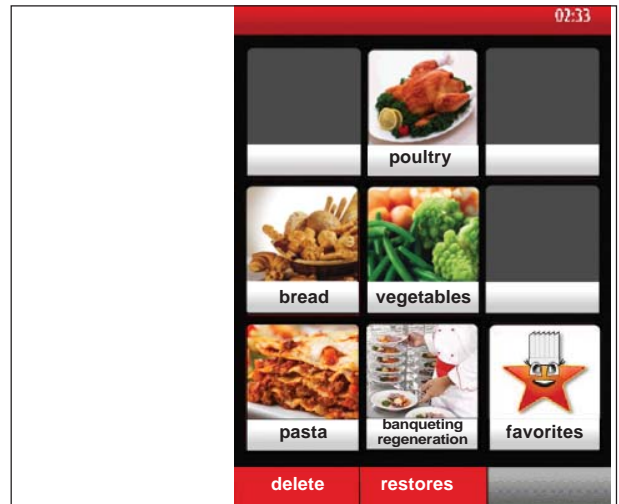 02:33
poultry
bread
vegetables
pasta
banqueting
regeneration
favorites
delete
restores